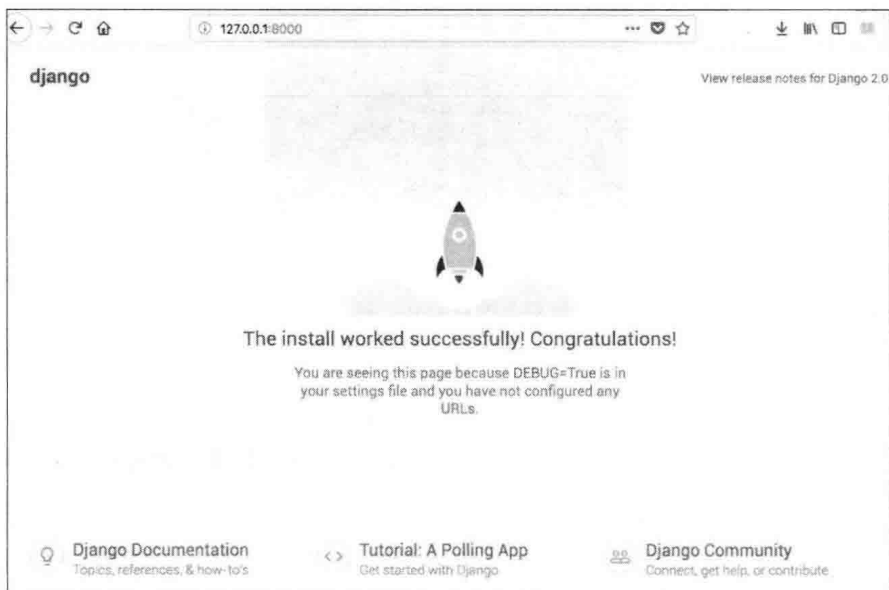 127.0.0.1:8000
django
View release notes for Django 2.0
The install worked successfully! Congratulations!
You are seeing this page because DEBUG=True is in
your settings file and you have not configured any
URLs.
Django Documentation
Topics, references, & how-to's
Tutorial: A Polling App
Get started with Django
Django Community
Connect, get help, or contribute